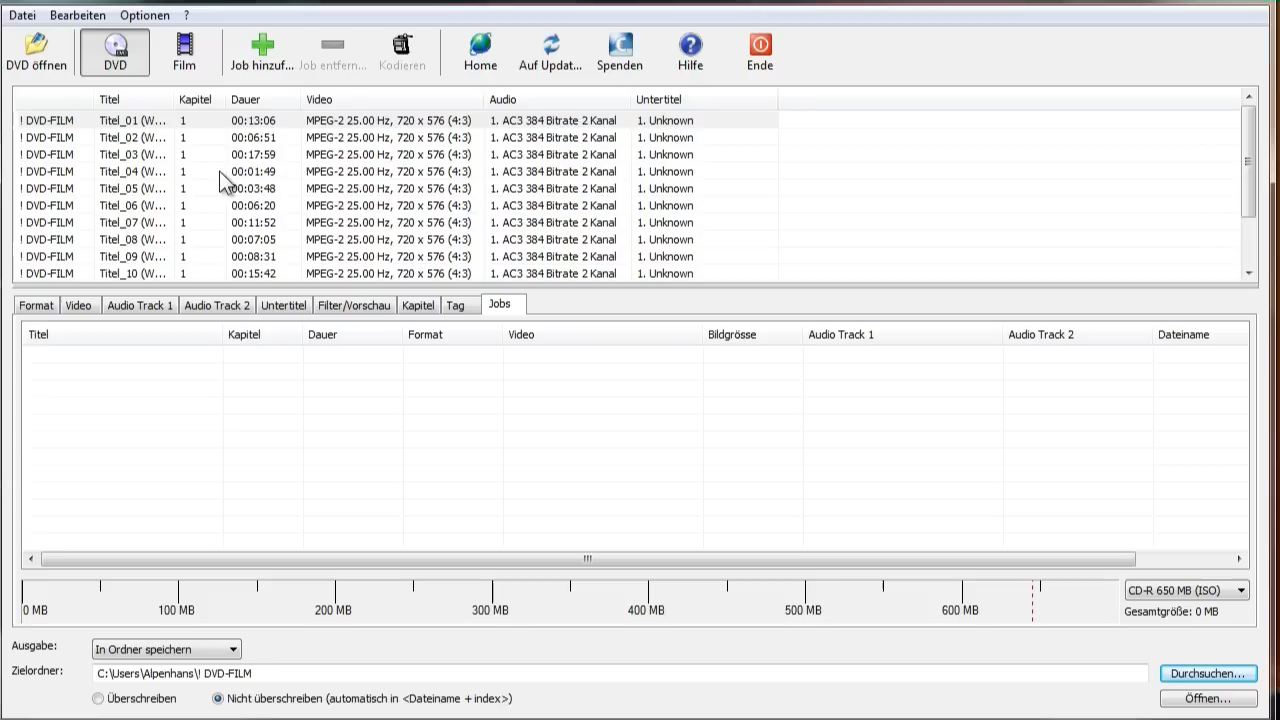 Datei Bearbeiten Optionen ?
DVD öffnen DVD Film Job hinzuf... Job entfern... Kodieren Home Auf Updat... Spenden Hilfe Ende
Titel Kapitel Dauer Video Audio Untertitel
! DVD-FILM Titel_01 (W... 1 00:13:06 MPEG-2 25.00 Hz, 720 x 576 (4:3) 1. AC3 384 Bitrate 2 Kanal 1. Unknown
! DVD-FILM Titel_02 (W... 1 00:06:51 MPEG-2 25.00 Hz, 720 x 576 (4:3) 1. AC3 384 Bitrate 2 Kanal 1. Unknown
! DVD-FILM Titel_03 (W... 1 00:17:59 MPEG-2 25.00 Hz, 720 x 576 (4:3) 1. AC3 384 Bitrate 2 Kanal 1. Unknown
! DVD-FILM Titel_04 (W... 1 00:01:49 MPEG-2 25.00 Hz, 720 x 576 (4:3) 1. AC3 384 Bitrate 2 Kanal 1. Unknown
! DVD-FILM Titel_05 (W... 1 00:03:48 MPEG-2 25.00 Hz, 720 x 576 (4:3) 1. AC3 384 Bitrate 2 Kanal 1. Unknown
! DVD-FILM Titel_06 (W... 1 00:06:20 MPEG-2 25.00 Hz, 720 x 576 (4:3) 1. AC3 384 Bitrate 2 Kanal 1. Unknown
! DVD-FILM Titel_07 (W... 1 00:11:52 MPEG-2 25.00 Hz, 720 x 576 (4:3) 1. AC3 384 Bitrate 2 Kanal 1. Unknown
! DVD-FILM Titel_08 (W... 1 00:07:05 MPEG-2 25.00 Hz, 720 x 576 (4:3) 1. AC3 384 Bitrate 2 Kanal 1. Unknown
! DVD-FILM Titel_09 (W... 1 00:08:31 MPEG-2 25.00 Hz, 720 x 576 (4:3) 1. AC3 384 Bitrate 2 Kanal 1. Unknown
! DVD-FILM Titel_10 (W... 1 00:15:42 MPEG-2 25.00 Hz, 720 x 576 (4:3) 1. AC3 384 Bitrate 2 Kanal 1. Unknown
Format Video Audio Track 1 Audio Track 2 Untertitel Filter/Vorschau Kapitel Tag Jobs
Titel Kapitel Dauer Format Video Bildgrösse Audio Track 1 Audio Track 2 Dateiname
CD-R 650 MB (ISO)
0 MB 100 MB 200 MB 300 MB 400 MB 500 MB 600 MB Gesamtgröße: 0 MB
Ausgabe: In Ordner speichern
Zielordner: C:\Users\Alpenhans\! DVD-FILM Durchsuchen...
Überschreiben Nicht überschreiben (automatisch in <Dateiname + index>) Öffnen...